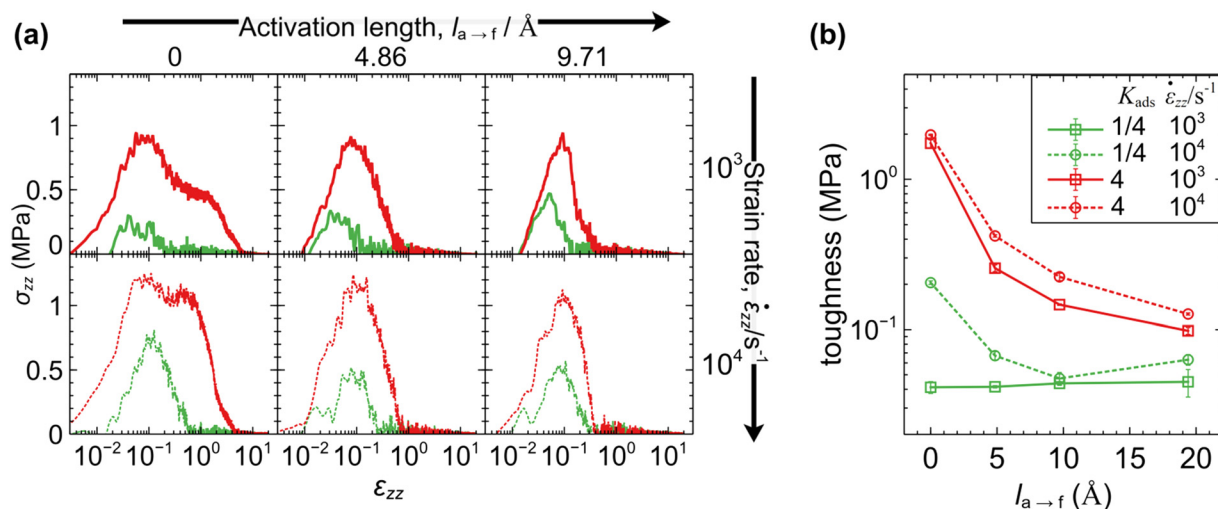 (a)
Activation length, l a→f / Å
0 4.86 9.71
1
0.5
0
1
0.5
0
σzz (MPa)
10⁻² 10⁻¹ 10⁰ 10¹ 10⁻² 10⁻¹ 10⁰ 10¹ 10⁻² 10⁻¹ 10⁰ 10¹
εzz
10³
Strain rate, ε̇zz/s⁻¹
10⁴
(b)
Kads ε̇zz/s⁻¹
1/4 10³
1/4 10⁴
4 10³
4 10⁴
10⁰
10⁻¹
toughness (MPa)
0 5 10 15 20
l a→f (Å)